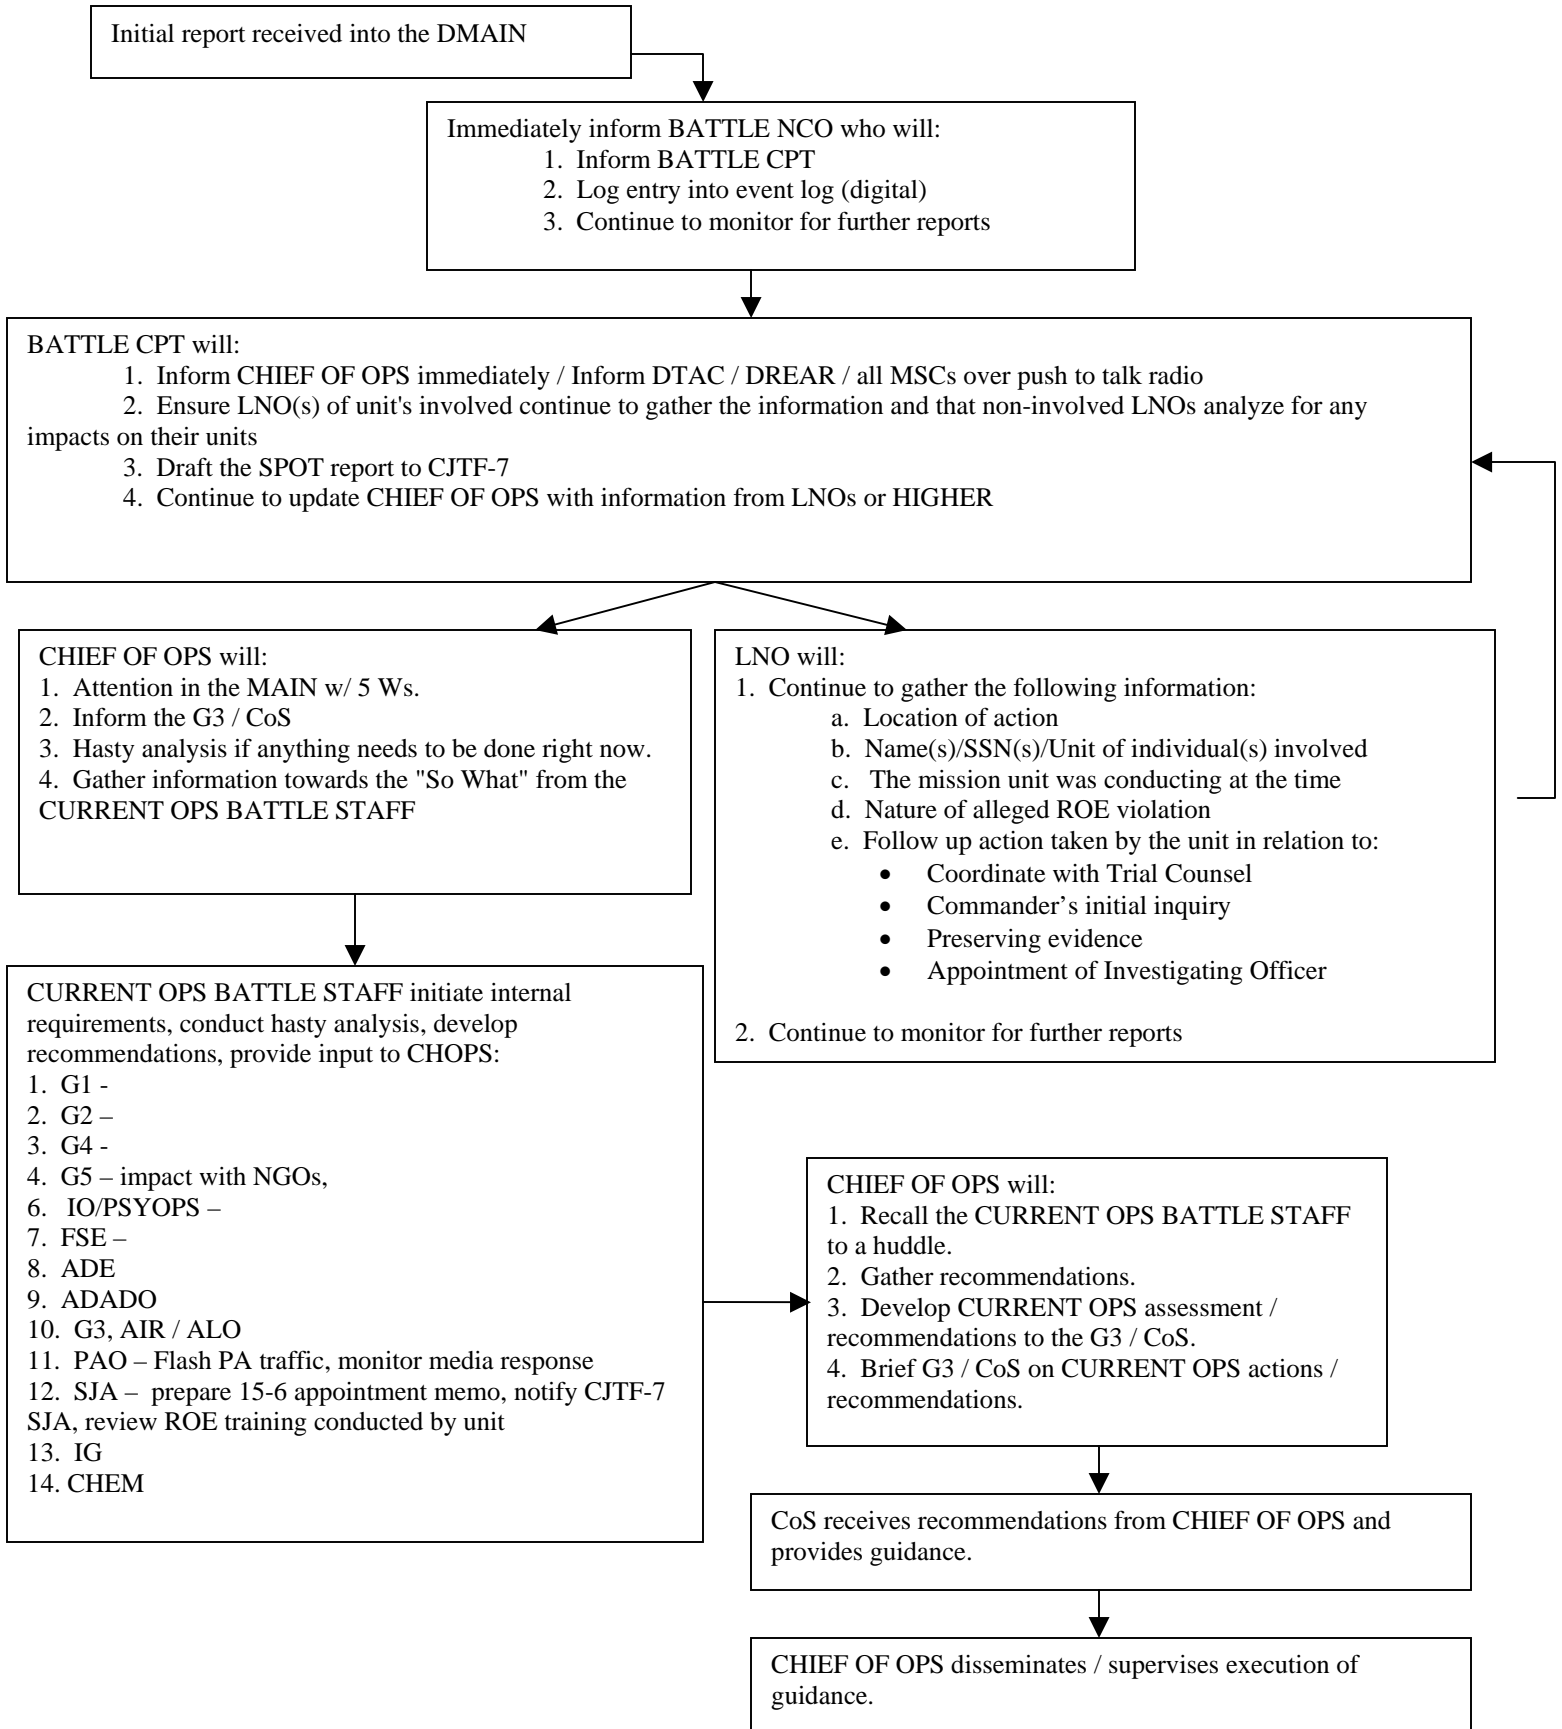 Initial report received into the DMAIN
Immediately inform BATTLE NCO who will:
1. Inform BATTLE CPT
2. Log entry into event log (digital)
3. Continue to monitor for further reports
BATTLE CPT will:
1. Inform CHIEF OF OPS immediately / Inform DTAC / DREAR / all MSCs over push to talk radio
2. Ensure LNO(s) of unit's involved continue to gather the information and that non-involved LNOs analyze for any
impacts on their units
3. Draft the SPOT report to CJTF-7
4. Continue to update CHIEF OF OPS with information from LNOs or HIGHER
CHIEF OF OPS will:
1. Attention in the MAIN w/ 5 Ws.
2. Inform the G3 / CoS
3. Hasty analysis if anything needs to be done right now.
4. Gather information towards the "So What" from the
CURRENT OPS BATTLE STAFF
LNO will:
1. Continue to gather the following information:
a. Location of action
b. Name(s)/SSN(s)/Unit of individual(s) involved
c. The mission unit was conducting at the time
d. Nature of alleged ROE violation
e. Follow up action taken by the unit in relation to:
• Coordinate with Trial Counsel
• Commander’s initial inquiry
• Preserving evidence
• Appointment of Investigating Officer
2. Continue to monitor for further reports
CURRENT OPS BATTLE STAFF initiate internal
requirements, conduct hasty analysis, develop
recommendations, provide input to CHOPS:
1. G1 -
2. G2 –
3. G4 -
4. G5 – impact with NGOs,
6. IO/PSYOPS –
7. FSE –
8. ADE
9. ADADO
10. G3, AIR / ALO
11. PAO – Flash PA traffic, monitor media response
12. SJA – prepare 15-6 appointment memo, notify CJTF-7
SJA, review ROE training conducted by unit
13. IG
14. CHEM
CHIEF OF OPS will:
1. Recall the CURRENT OPS BATTLE STAFF
to a huddle.
2. Gather recommendations.
3. Develop CURRENT OPS assessment /
recommendations to the G3 / CoS.
4. Brief G3 / CoS on CURRENT OPS actions /
recommendations.
CoS receives recommendations from CHIEF OF OPS and
provides guidance.
CHIEF OF OPS disseminates / supervises execution of
guidance.